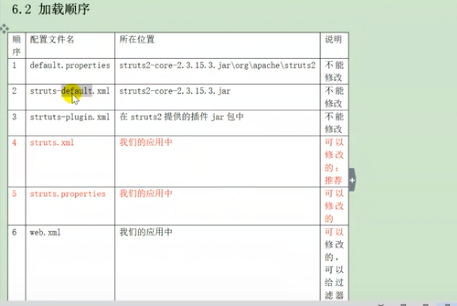 6.2 加载顺序
顺序 配置文件名 所在位置 说明
1 default.properties struts2-core-2.3.15.3.jar\org\apache\struts2 不能修改
2 struts-default.xml struts2-core-2.3.15.3.jar 不能修改
3 strtuts-plugin.xml 在 struts2 提供的插件 jar 包中 不能修改
4 struts.xml 我们的应用中 可以修改的：推荐
5 struts.properties 我们的应用中 可以修改的
6 web.xml 我们的应用中 可以修改的，可以给过滤器